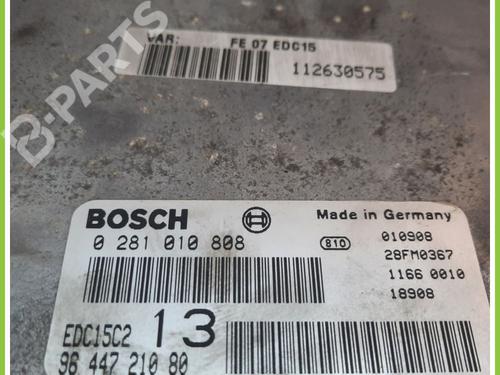 VAR: FE 07 EDC15
112630575
B-PARTS
BOSCH Made in Germany
0 281 010 808 810 010908
28FM0367
1166 0010
18908
EDC15C2 13
96 447 210 80